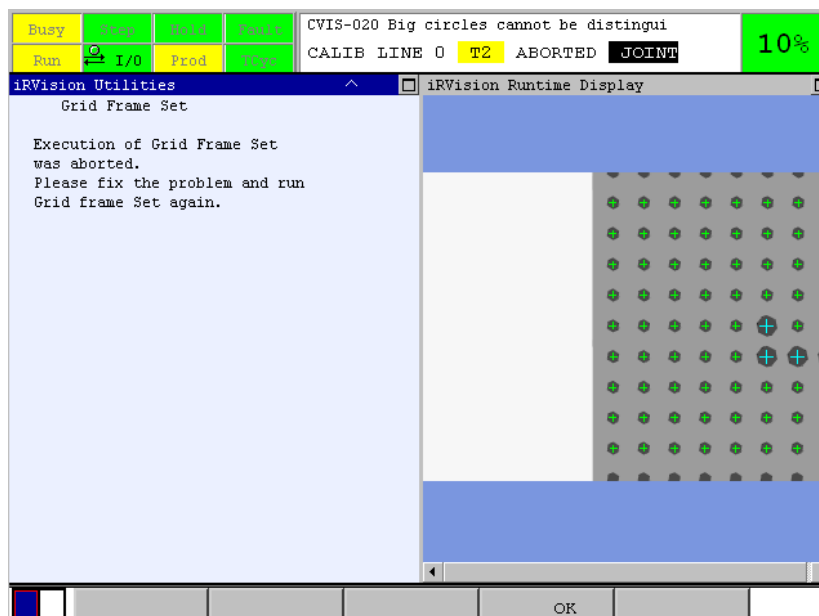 Busy Step Hold Fault
Run I/O Prod TCyc
CVIS-020 Big circles cannot be distingui
CALIB LINE 0 T2 ABORTED JOINT
10%
iRVision Utilities
Grid Frame Set
Execution of Grid Frame Set
was aborted.
Please fix the problem and run
Grid frame Set again.
iRVision Runtime Display
OK